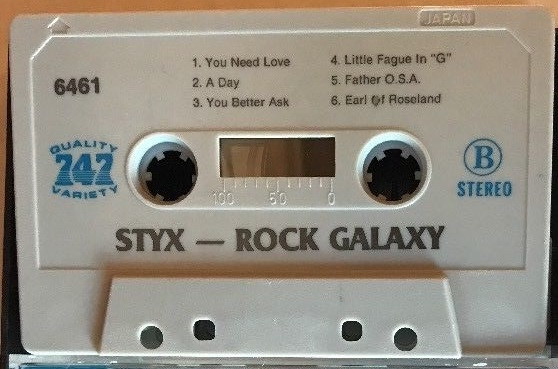 JAPAN
6461
1. You Need Love
2. A Day
3. You Better Ask
4. Little Fague In "G"
5. Father O.S.A.
6. Earl Of Roseland
QUALITY
747
VARIETY
B
STEREO
100 50 0
STYX — ROCK GALAXY